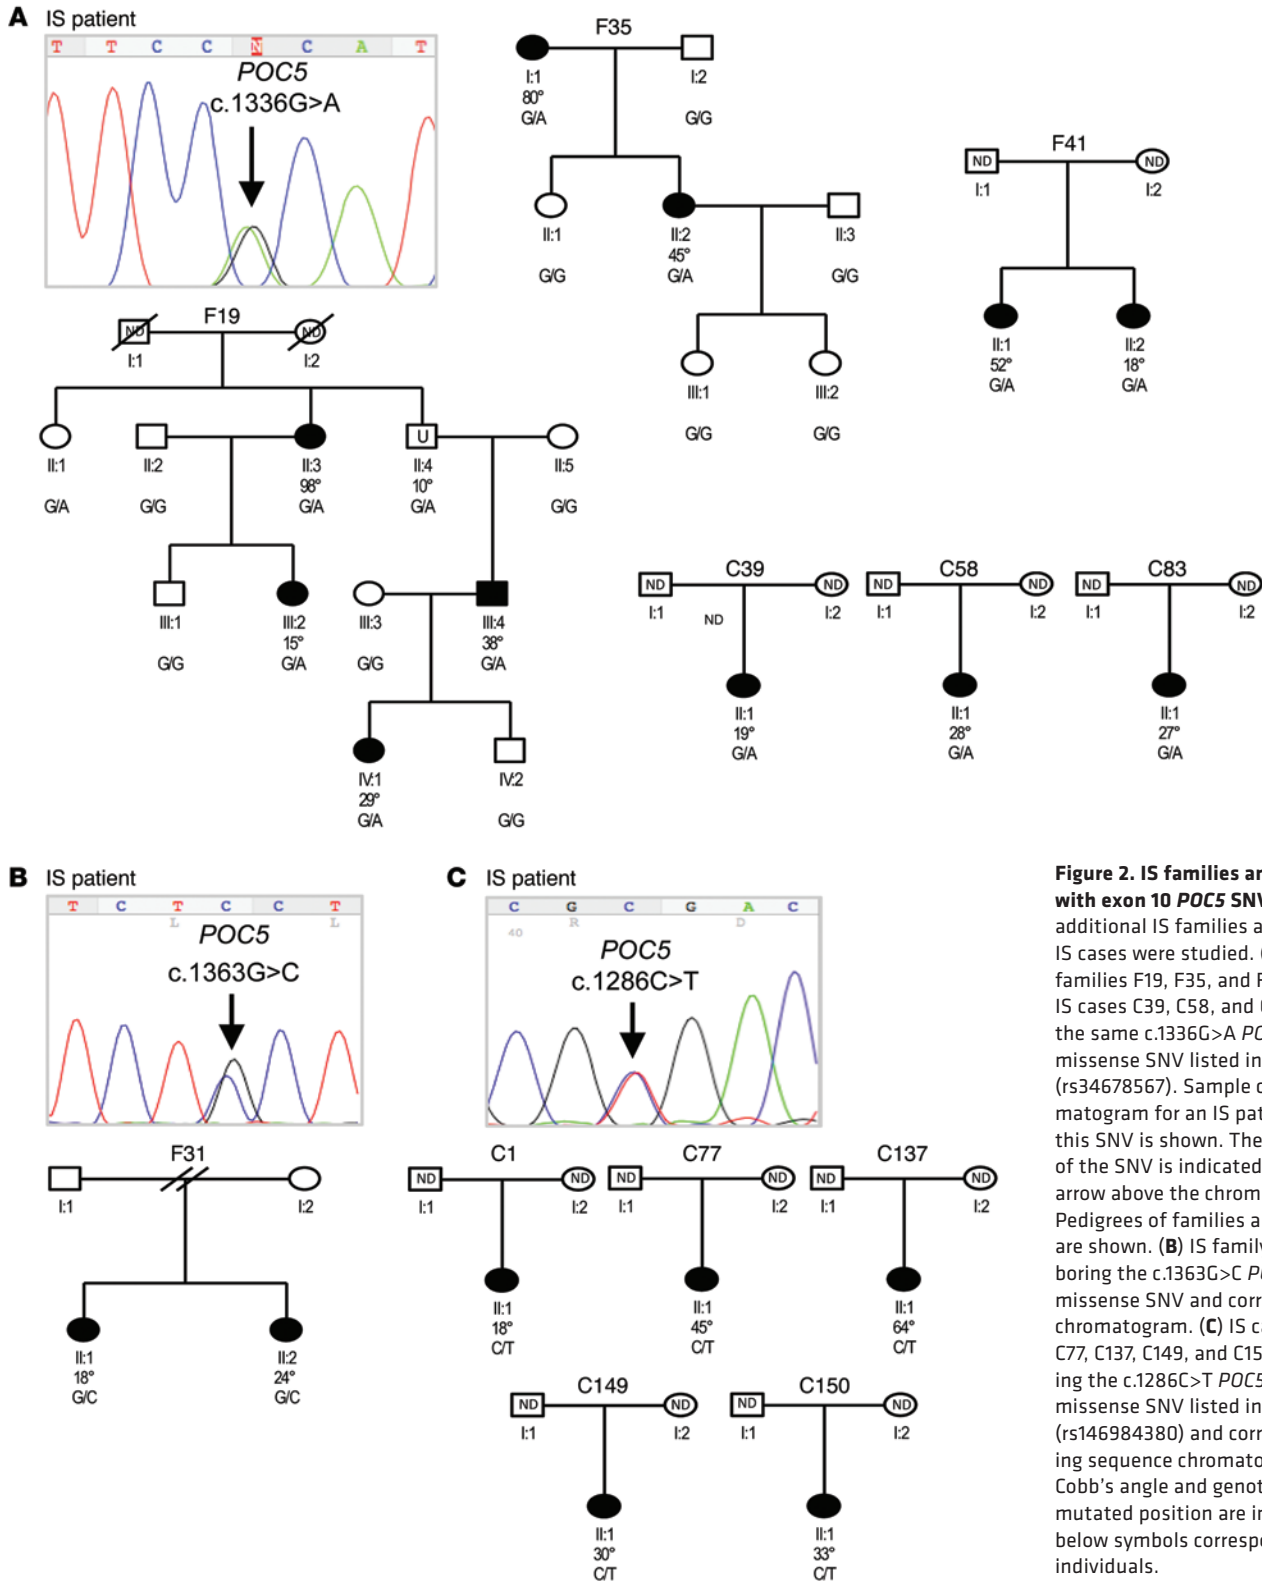 A IS patient
T T C C N C A T
POC5
c.1336G>A
F35
I:1 I:2
80°
G/A G/G
II:1 II:2 II:3
45°
G/G G/A G/G
III:1 III:2
G/G G/G
F41
ND ND
I:1 I:2
II:1 II:2
52° 18°
G/A G/A
F19
ND ND
I:1 I:2
U
II:1 II:2 II:3 II:4 II:5
98° 10°
G/A G/G G/A G/A G/G
III:1 III:2 III:3 III:4
15° 38°
G/G G/A G/G G/A
IV:1 IV:2
29°
G/A G/G
C39
ND ND
I:1 ND I:2
II:1
19°
G/A
C58
ND ND
I:1 I:2
II:1
28°
G/A
C83
ND ND
I:1 I:2
II:1
27°
G/A
B IS patient
T C T C C T
L L
POC5
c.1363G>C
F31
I:1 I:2
II:1 II:2
18° 24°
G/C G/C
C IS patient
C G C G A C
40 R D
POC5
c.1286C>T
C1
ND ND
I:1 I:2
II:1
18°
C/T
C77
ND ND
I:1 I:2
II:1
45°
C/T
C137
ND ND
I:1 I:2
II:1
64°
C/T
C149
ND ND
I:1 I:2
II:1
30°
C/T
C150
ND ND
I:1 I:2
II:1
33°
C/T
Figure 2. IS families
with exon 10 POC5 SNV
additional IS families
IS cases were studied.
families F19, F35, and
IS cases C39, C58, and
the same c.1336G>A
missense SNV listed in
(rs34678567). Sample
matogram for an IS
this SNV is shown. The
of the SNV is indicated
arrow above the
Pedigrees of families
are shown. (B) IS family
boring the c.1363G>C
missense SNV and
chromatogram. (C) IS
C77, C137, C149, and
ing the c.1286C>T POC5
missense SNV listed in
(rs146984380) and
ing sequence
Cobb's angle and
mutated position are
below symbols
individuals.